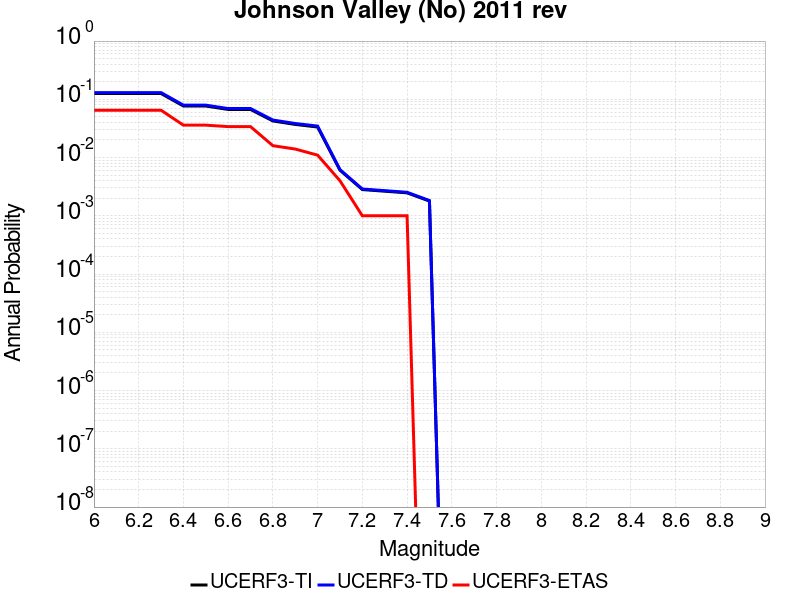 Johnson Valley (No) 2011 rev
10^0
10^-1
10^-2
10^-3
10^-4
10^-5
10^-6
10^-7
10^-8
Annual Probability
6 6.2 6.4 6.6 6.8 7 7.2 7.4 7.6 7.8 8 8.2 8.4 8.6 8.8 9
Magnitude
UCERF3-TI UCERF3-TD UCERF3-ETAS